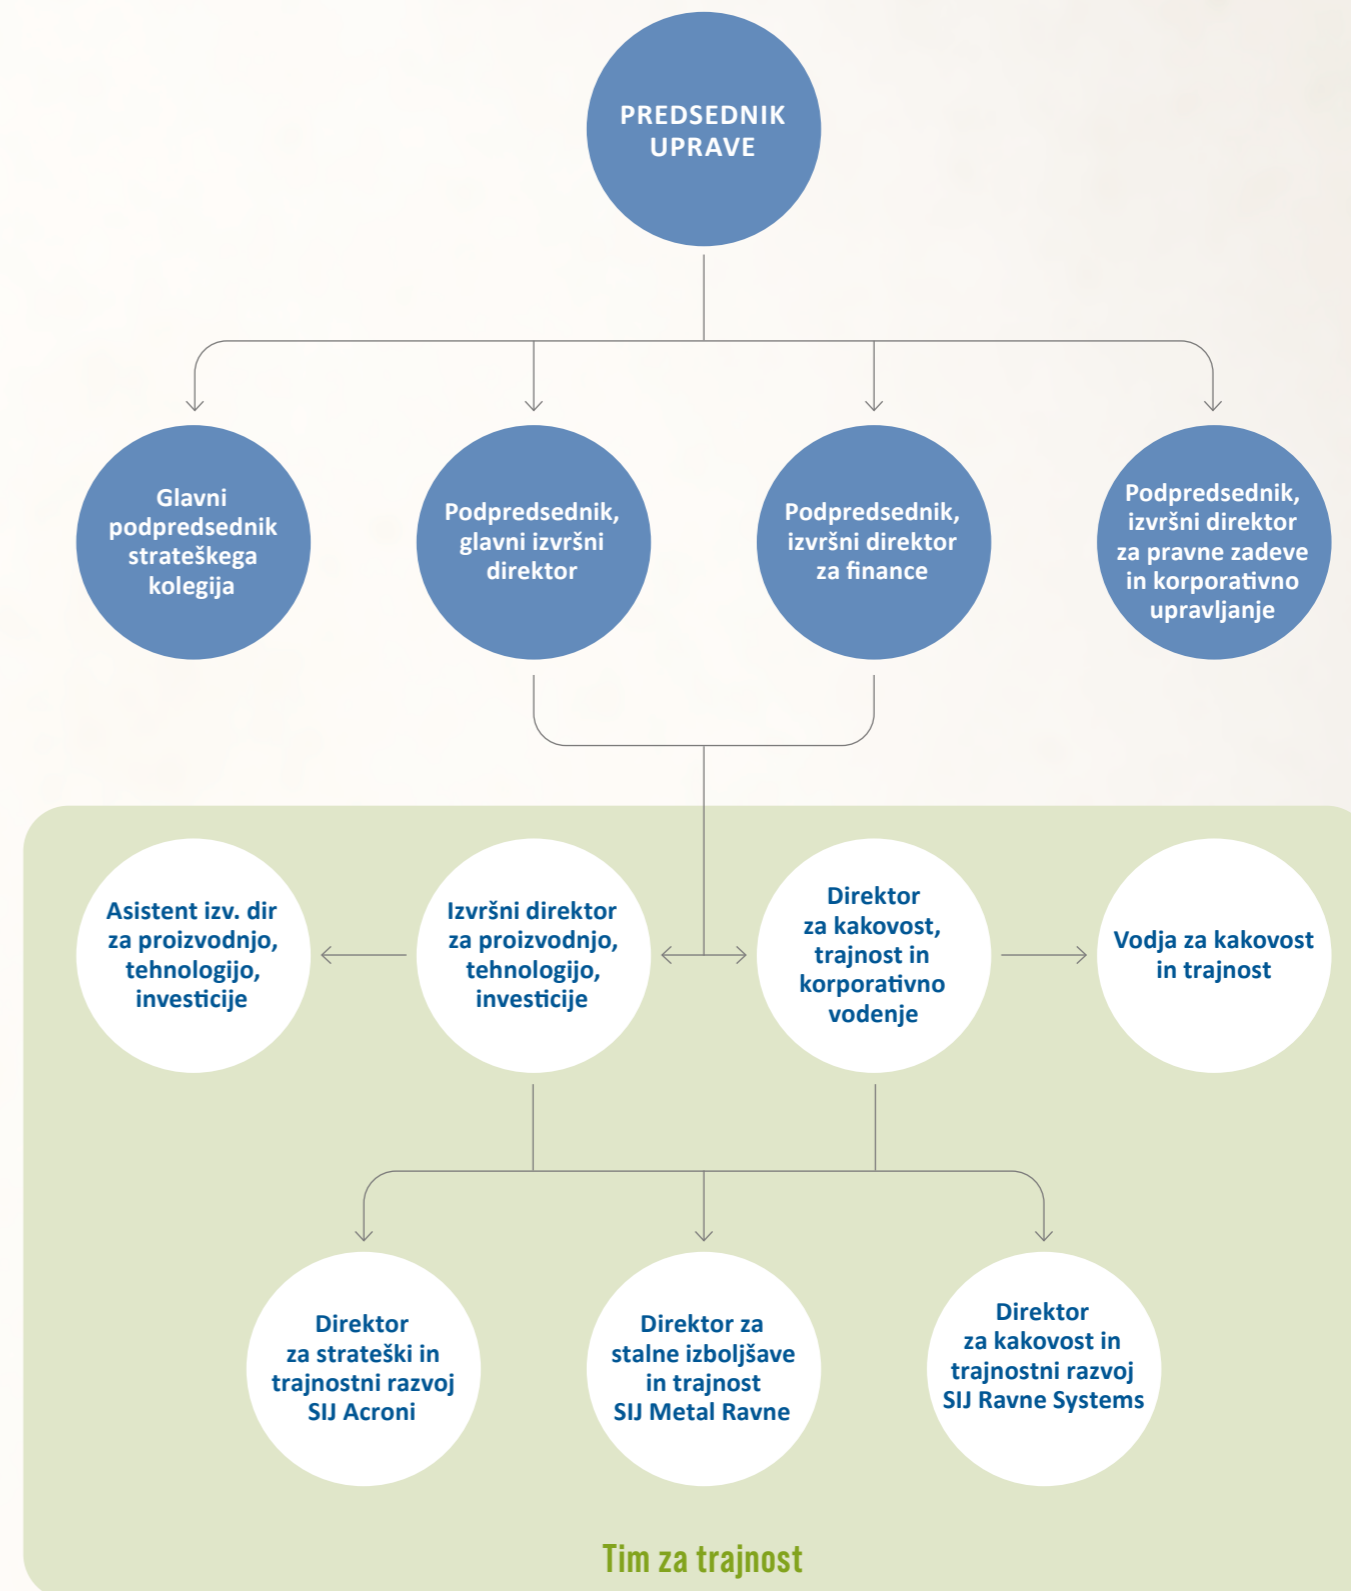 PREDSEDNIK
UPRAVE
Glavni
podpredsednik
strateškega
kolegija
Podpredsednik,
glavni izvršni
direktor
Podpredsednik,
izvršni direktor
za finance
Podpredsednik,
izvršni direktor
za pravne zadeve
in korporativno
upravljanje
Asistent izv. dir
za proizvodnjo,
tehnologijo,
investicije
Izvršni direktor
za proizvodnjo,
tehnologijo,
investicije
Direktor
za kakovost,
trajnost in
korporativno
vodenje
Vodja za kakovost
in trajnost
Direktor
za strateški in
trajnostni razvoj
SIJ Acroni
Direktor za
stalne izboljšave
in trajnost
SIJ Metal Ravne
Direktor
za kakovost in
trajnostni razvoj
SIJ Ravne Systems
Tim za trajnost